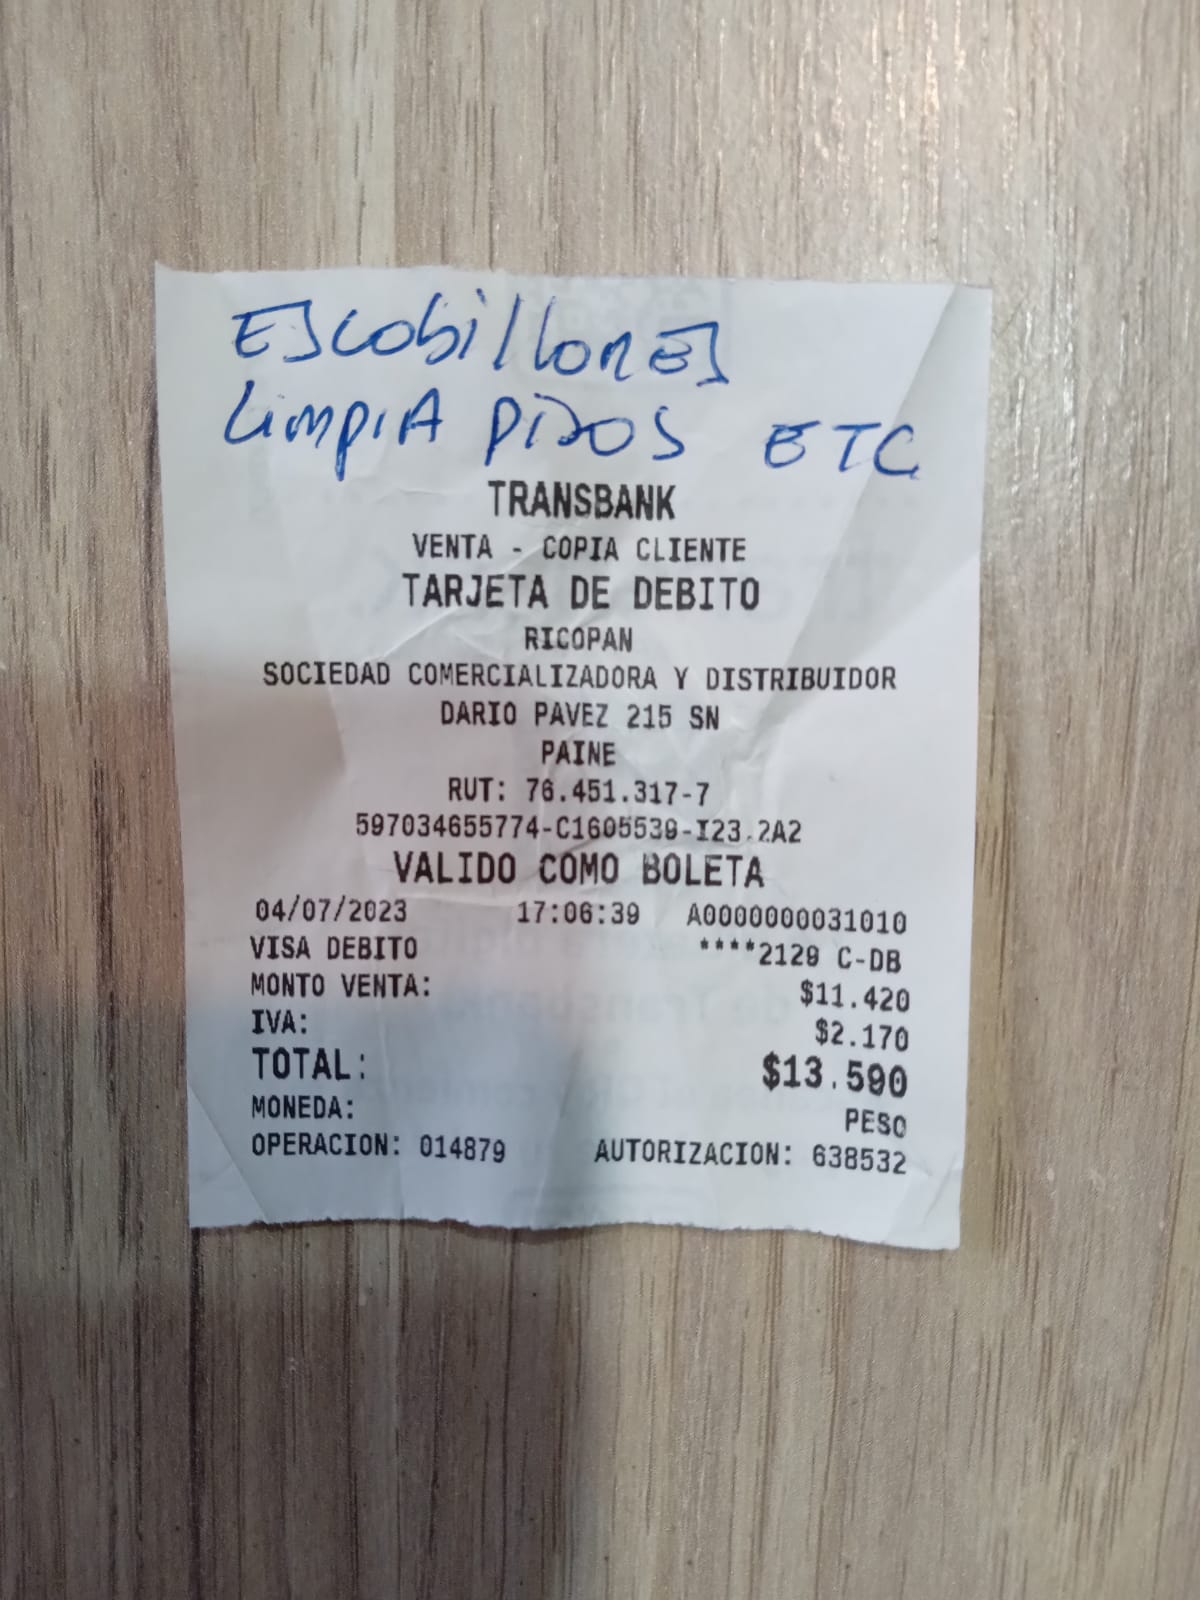 ESCobillonES
LimpiA PiSOS ETC
TRANSBANK
VENTA - COPIA CLIENTE
TARJETA DE DEBITO
RICOPAN
SOCIEDAD COMERCIALIZADORA Y DISTRIBUIDOR
DARIO PAVEZ 215 SN
PAINE
RUT: 76.451.317-7
597034655774-C1605539-I23.2A2
VALIDO COMO BOLETA
04/07/2023 17:06:39 A0000000031010
VISA DEBITO ****2129 C-DB
MONTO VENTA: $11.420
IVA: $2.170
TOTAL: $13.590
MONEDA: PESO
OPERACION: 014879 AUTORIZACION: 638532